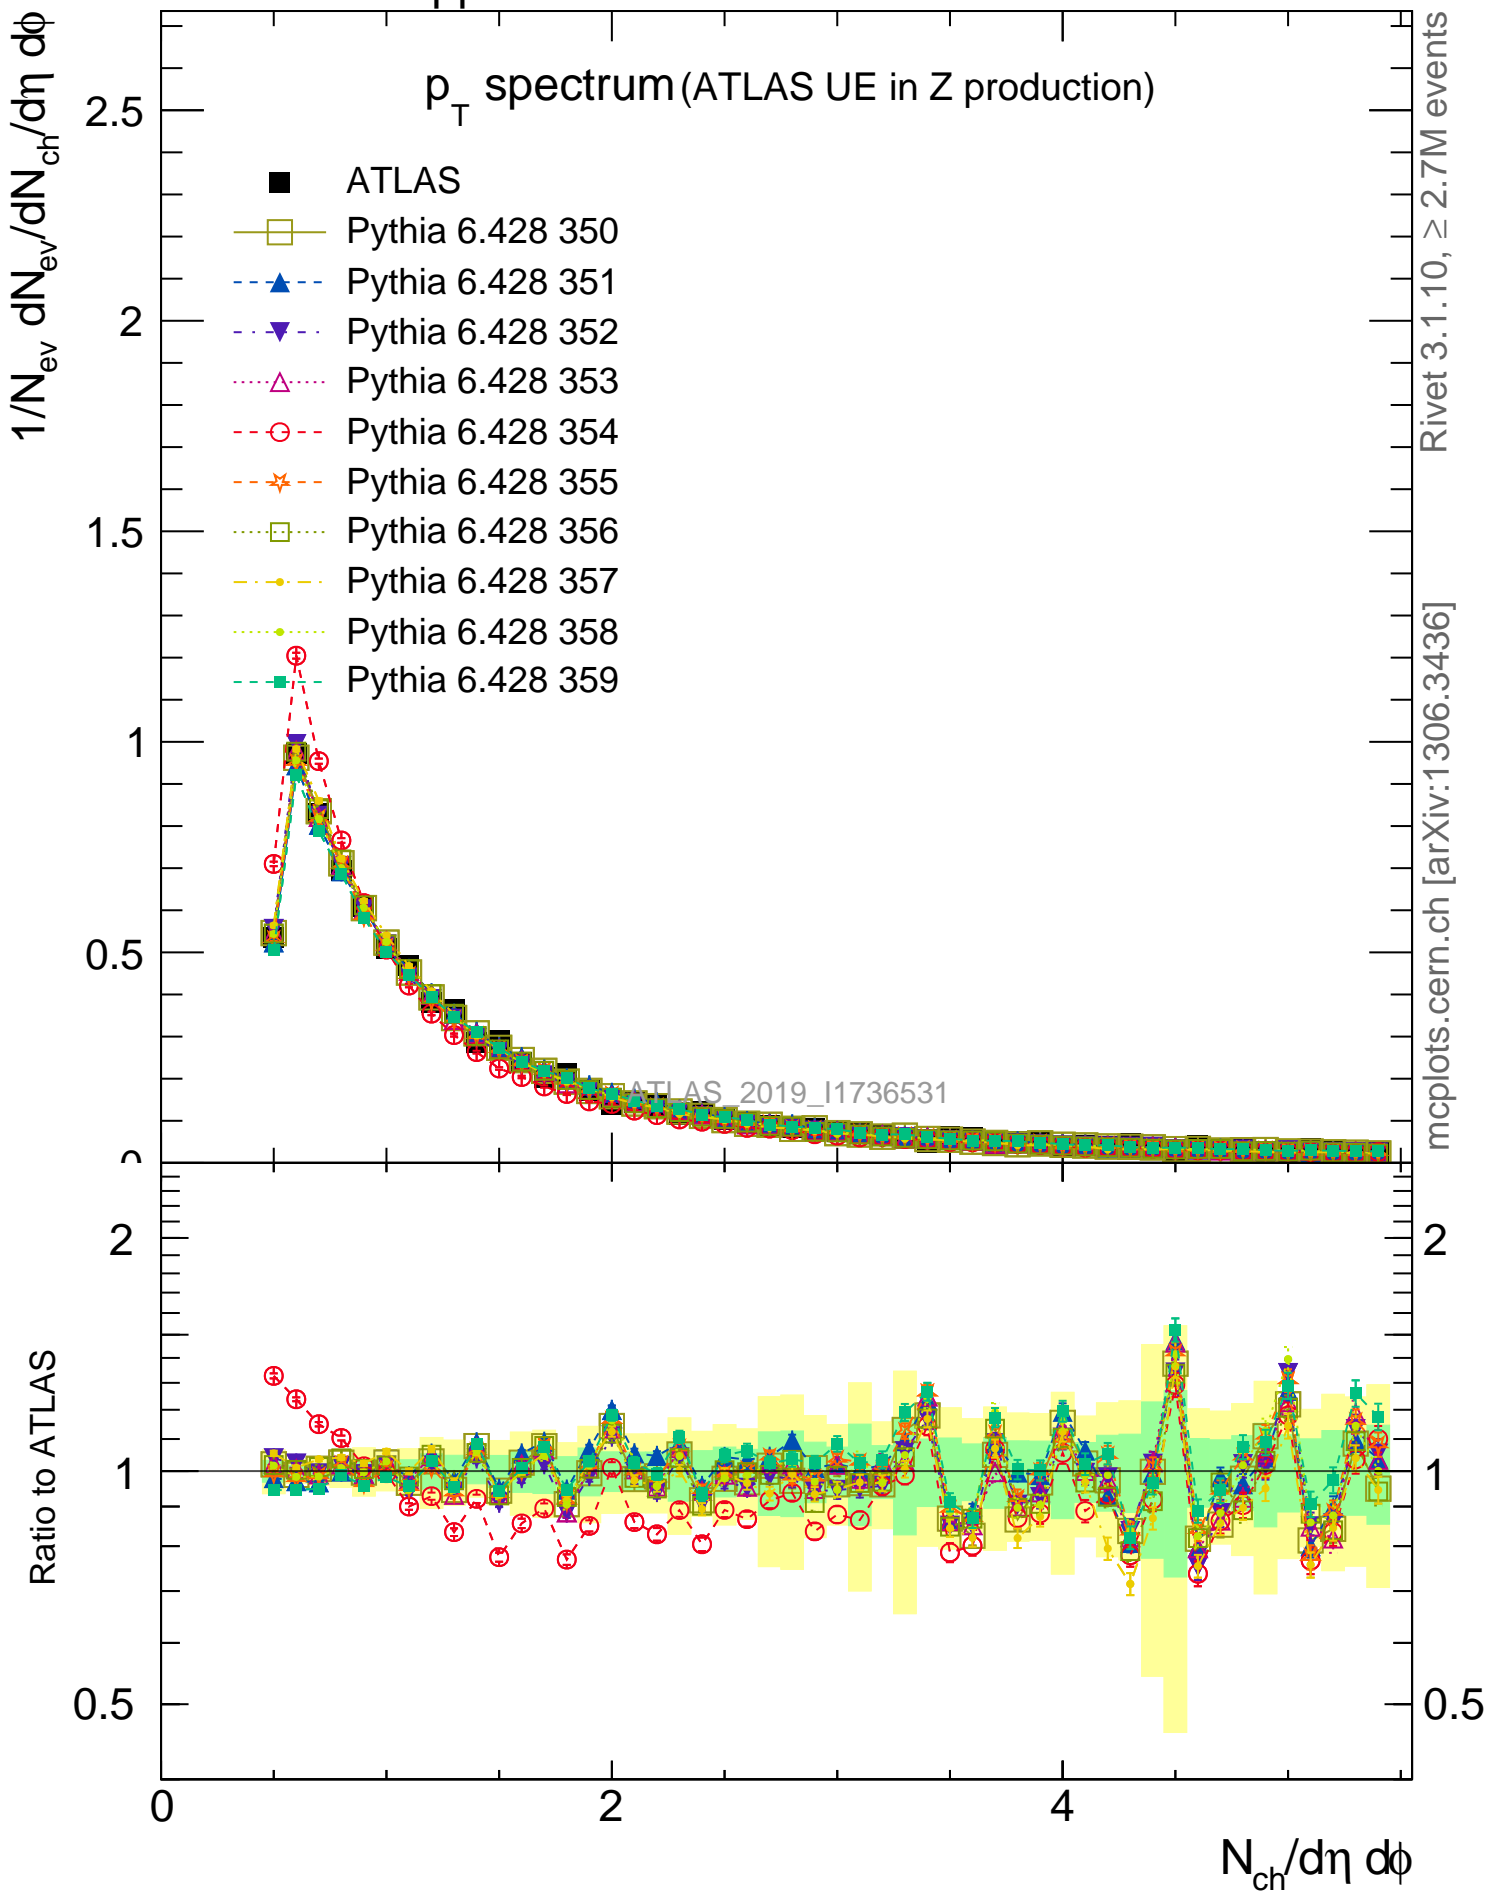 p_T spectrum (ATLAS UE in Z production)
1/N_ev dN_ev/dN_ch/dη dϕ
2.5
2
1.5
1
0.5
0
ATLAS
Pythia 6.428 350
Pythia 6.428 351
Pythia 6.428 352
Pythia 6.428 353
Pythia 6.428 354
Pythia 6.428 355
Pythia 6.428 356
Pythia 6.428 357
Pythia 6.428 358
Pythia 6.428 359
ATLAS_2019_I1736531
Rivet 3.1.10, ≥ 2.7M events
mcplots.cern.ch [arXiv:1306.3436]
Ratio to ATLAS
2
1
0.5
2
1
0.5
0
2
4
N_ch/dη dϕ